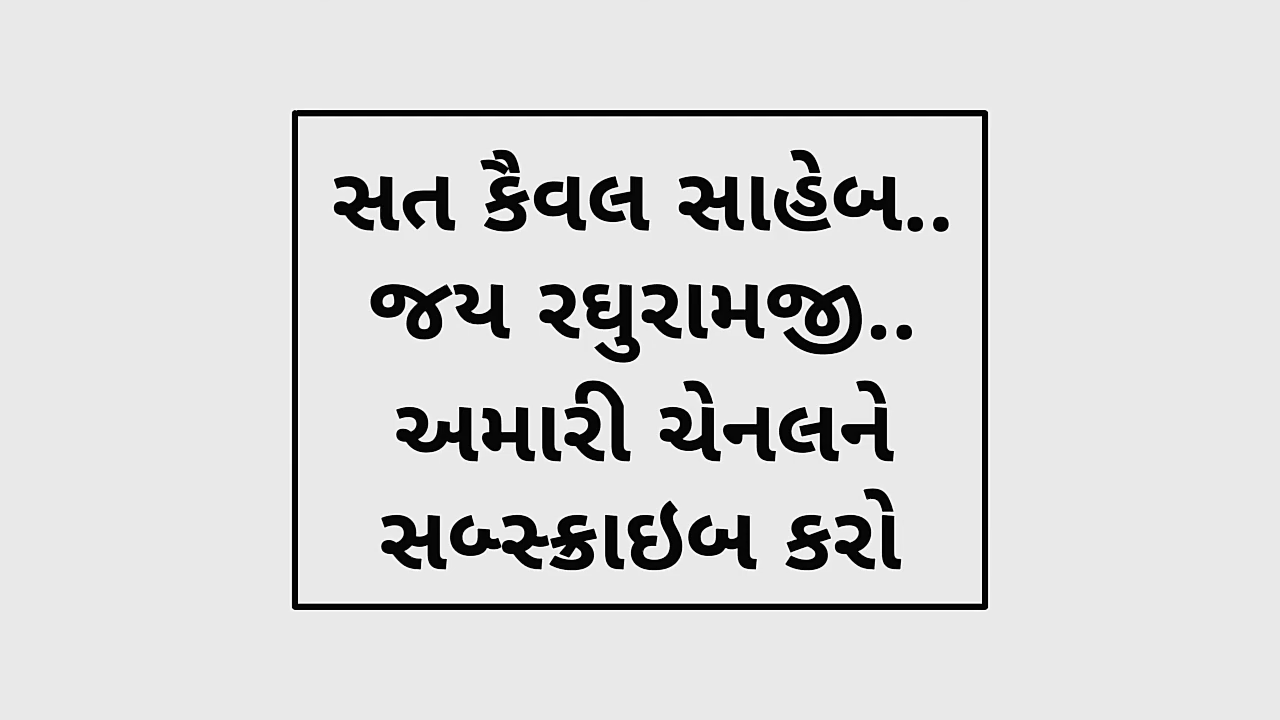 સત કૈવલ સાહેબ..
જય રઘુરામજી..
અમારી ચેનલને
સબ્સ્ક્રાઇબ કરો